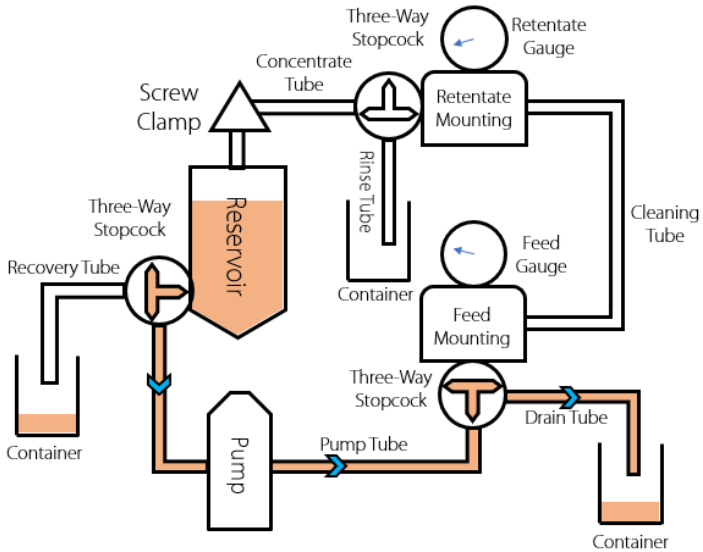 Three-Way
Stopcock
Retentate
Gauge
Concentrate
Tube
Screw
Clamp
Retentate
Mounting
Rinse Tube
Reservoir
Three-Way
Stopcock
Cleaning
Tube
Feed
Gauge
Recovery Tube
Container
Feed
Mounting
Three-Way
Stopcock
Drain Tube
Pump
Pump Tube
Container
Container